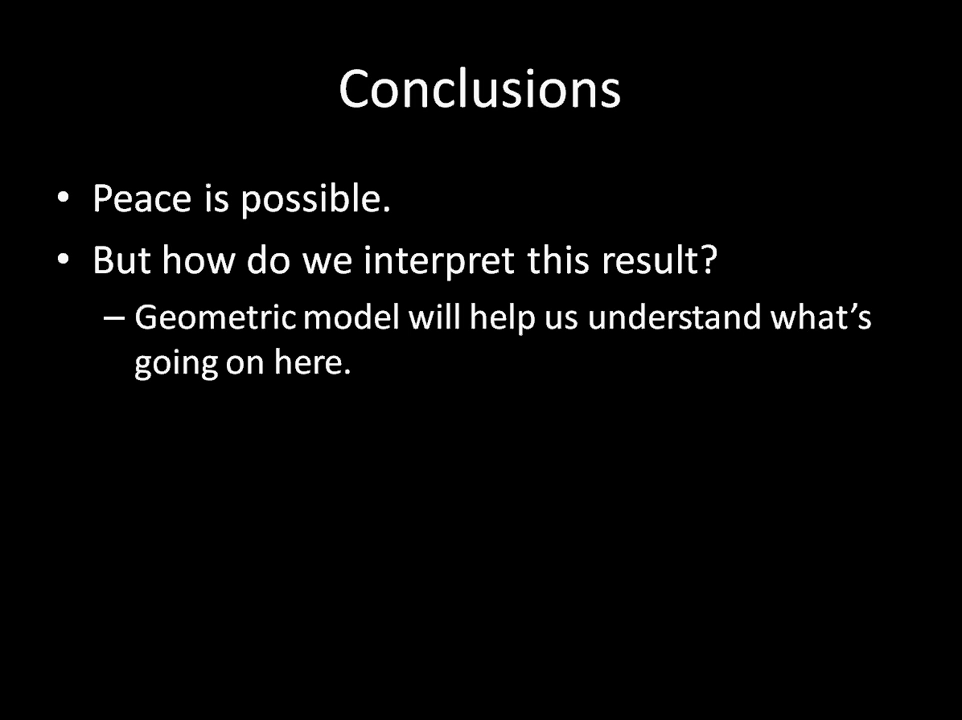 Conclusions
• Peace is possible.
• But how do we interpret this result?
– Geometric model will help us understand what’s
going on here.